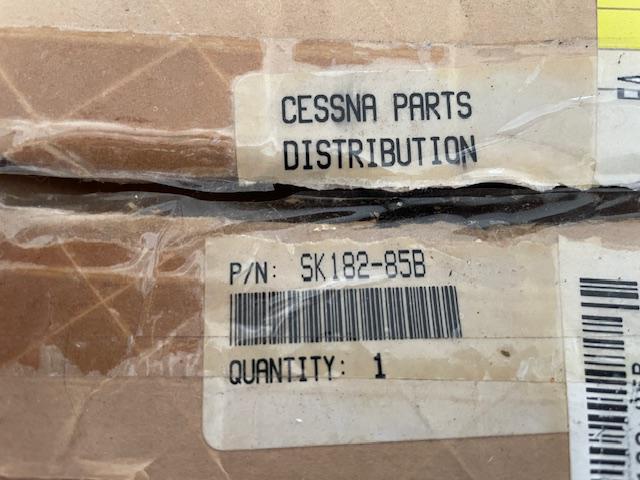 CESSNA PARTS
DISTRIBUTION
P/N: SK182-85B
QUANTITY: 1